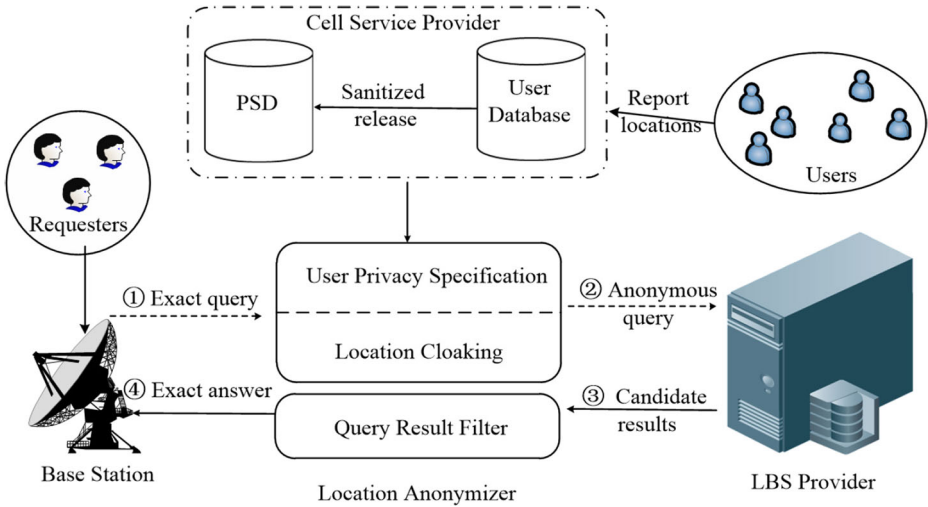 Cell Service Provider
PSD
Sanitized
release
User
Database
Report
locations
Users
Requesters
① Exact query
User Privacy Specification
Location Cloaking
② Anonymous
query
④ Exact answer
Query Result Filter
③ Candidate
results
Base Station
Location Anonymizer
LBS Provider